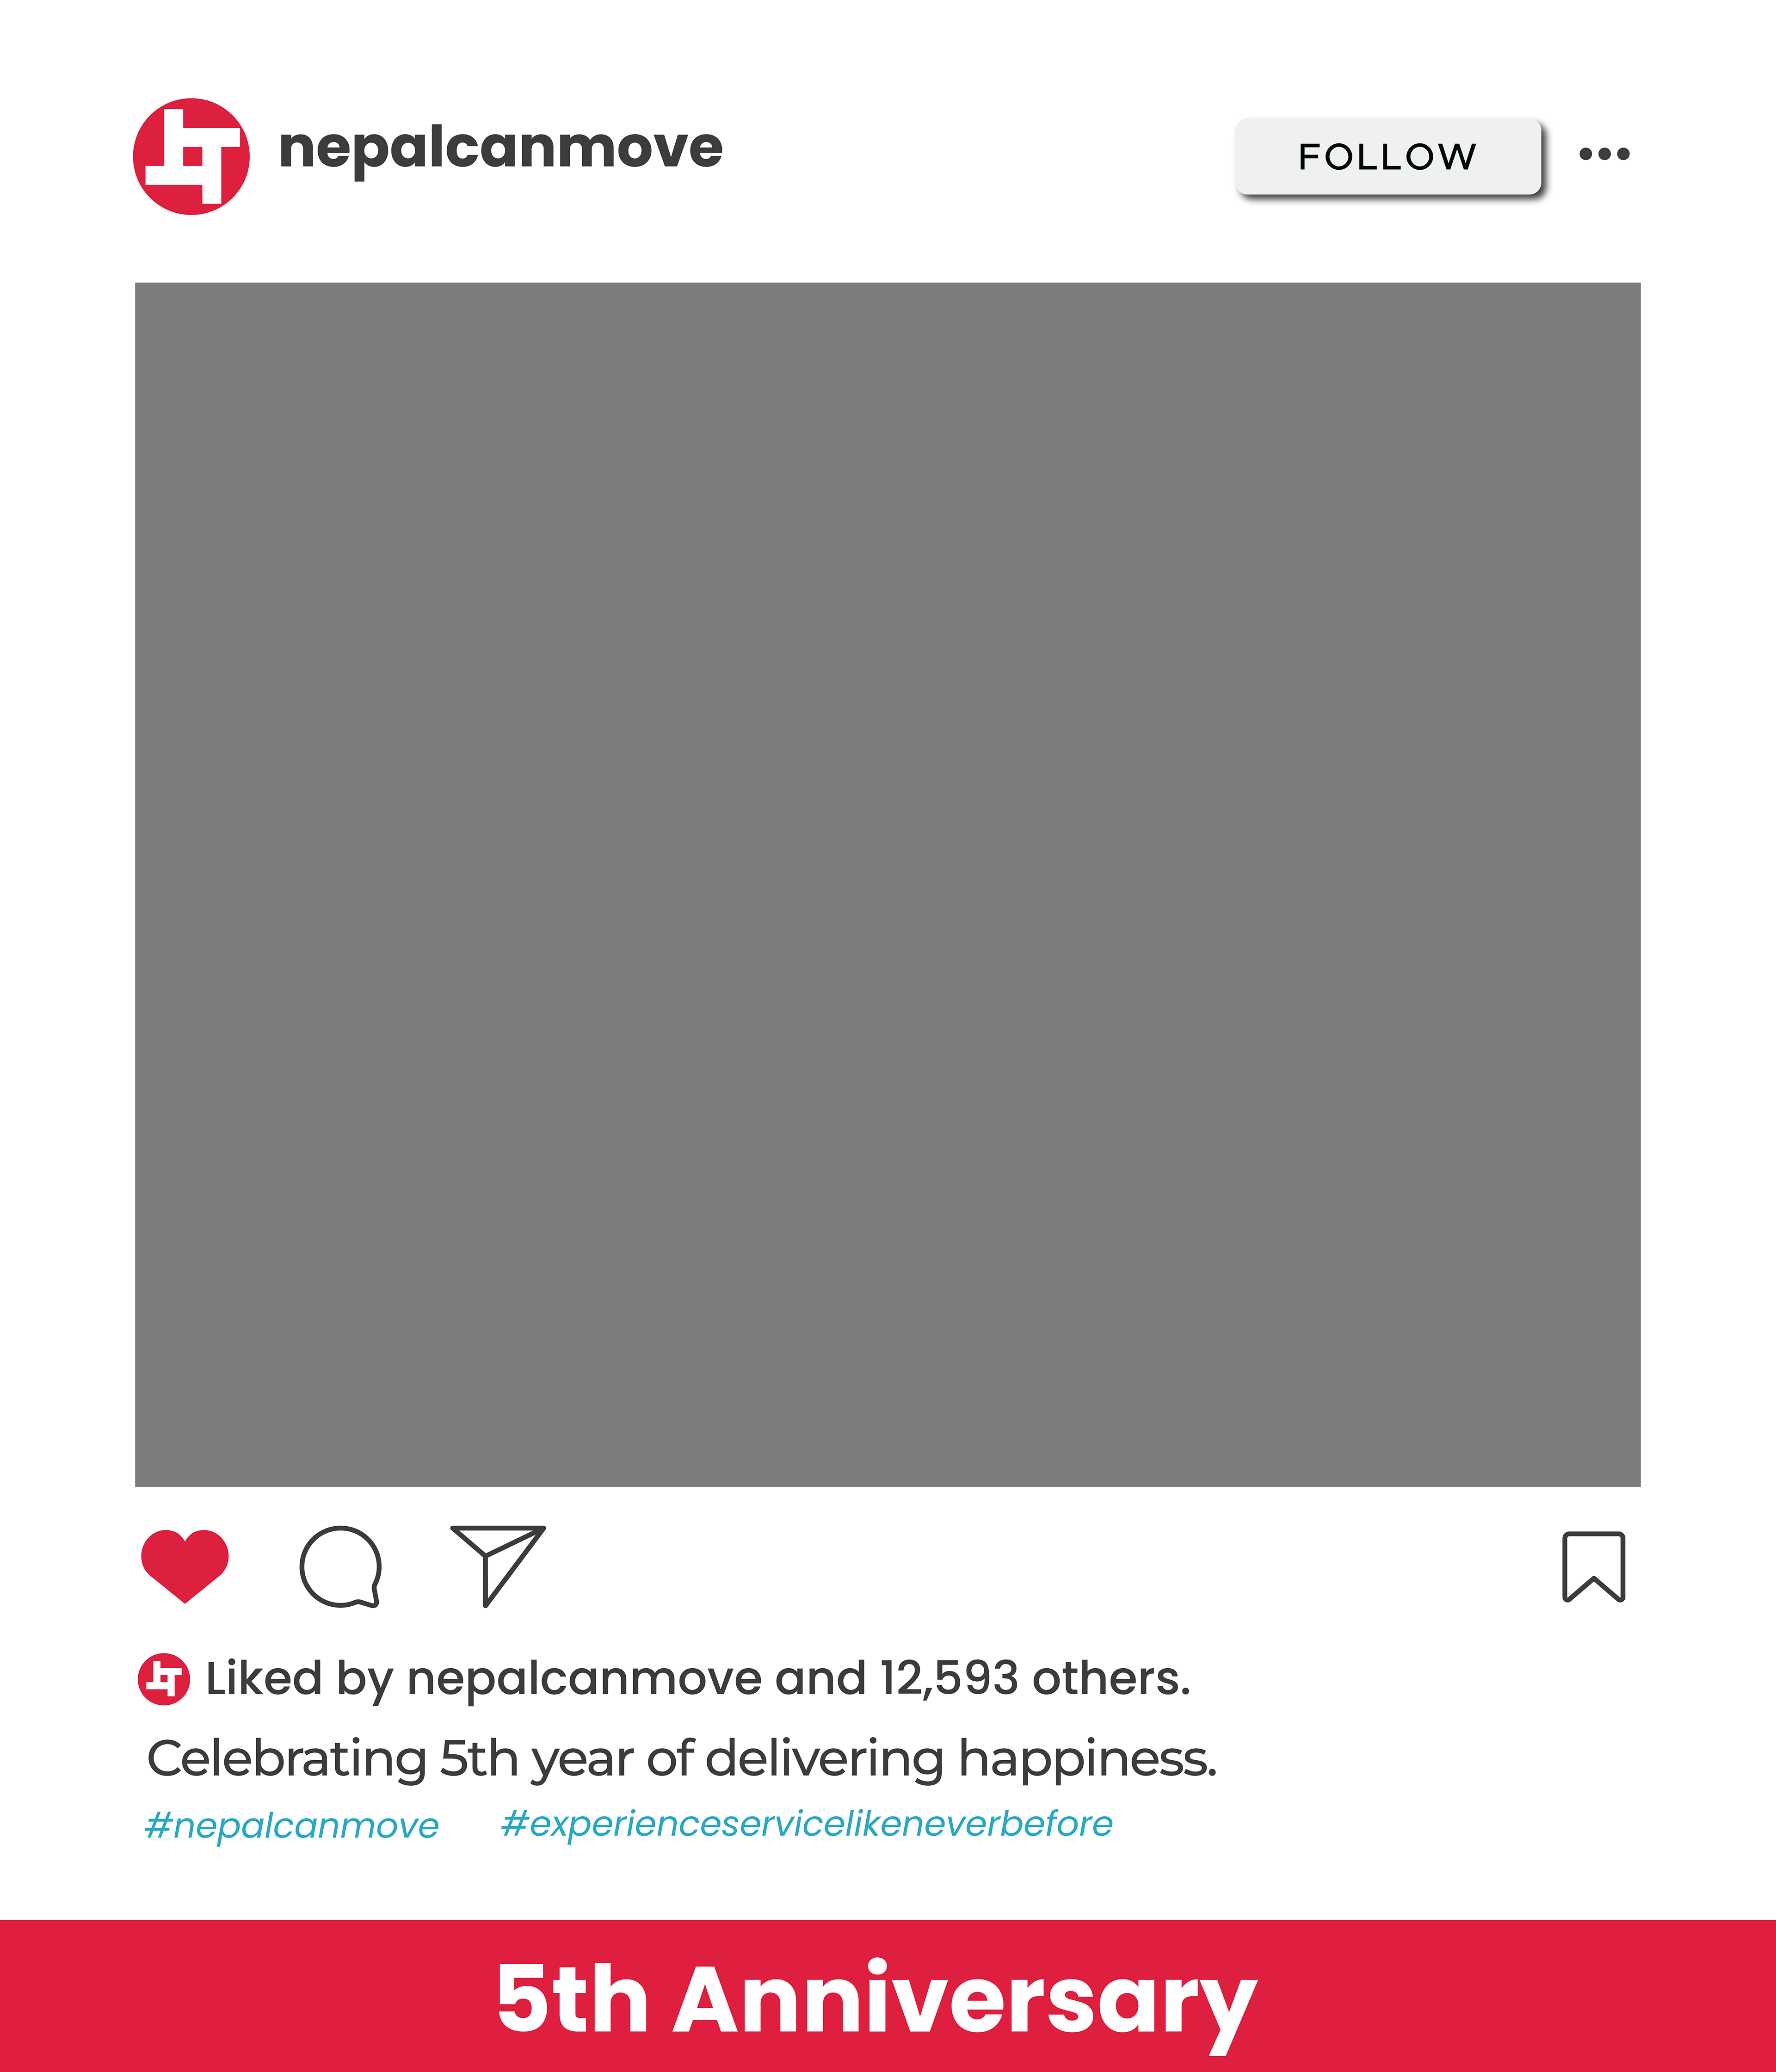 nepalcanmove
FOLLOW
Liked by nepalcanmove and 12,593 others.
Celebrating 5th year of delivering happiness.
#nepalcanmove #experienceservicelikeneverbefore
5th Anniversary